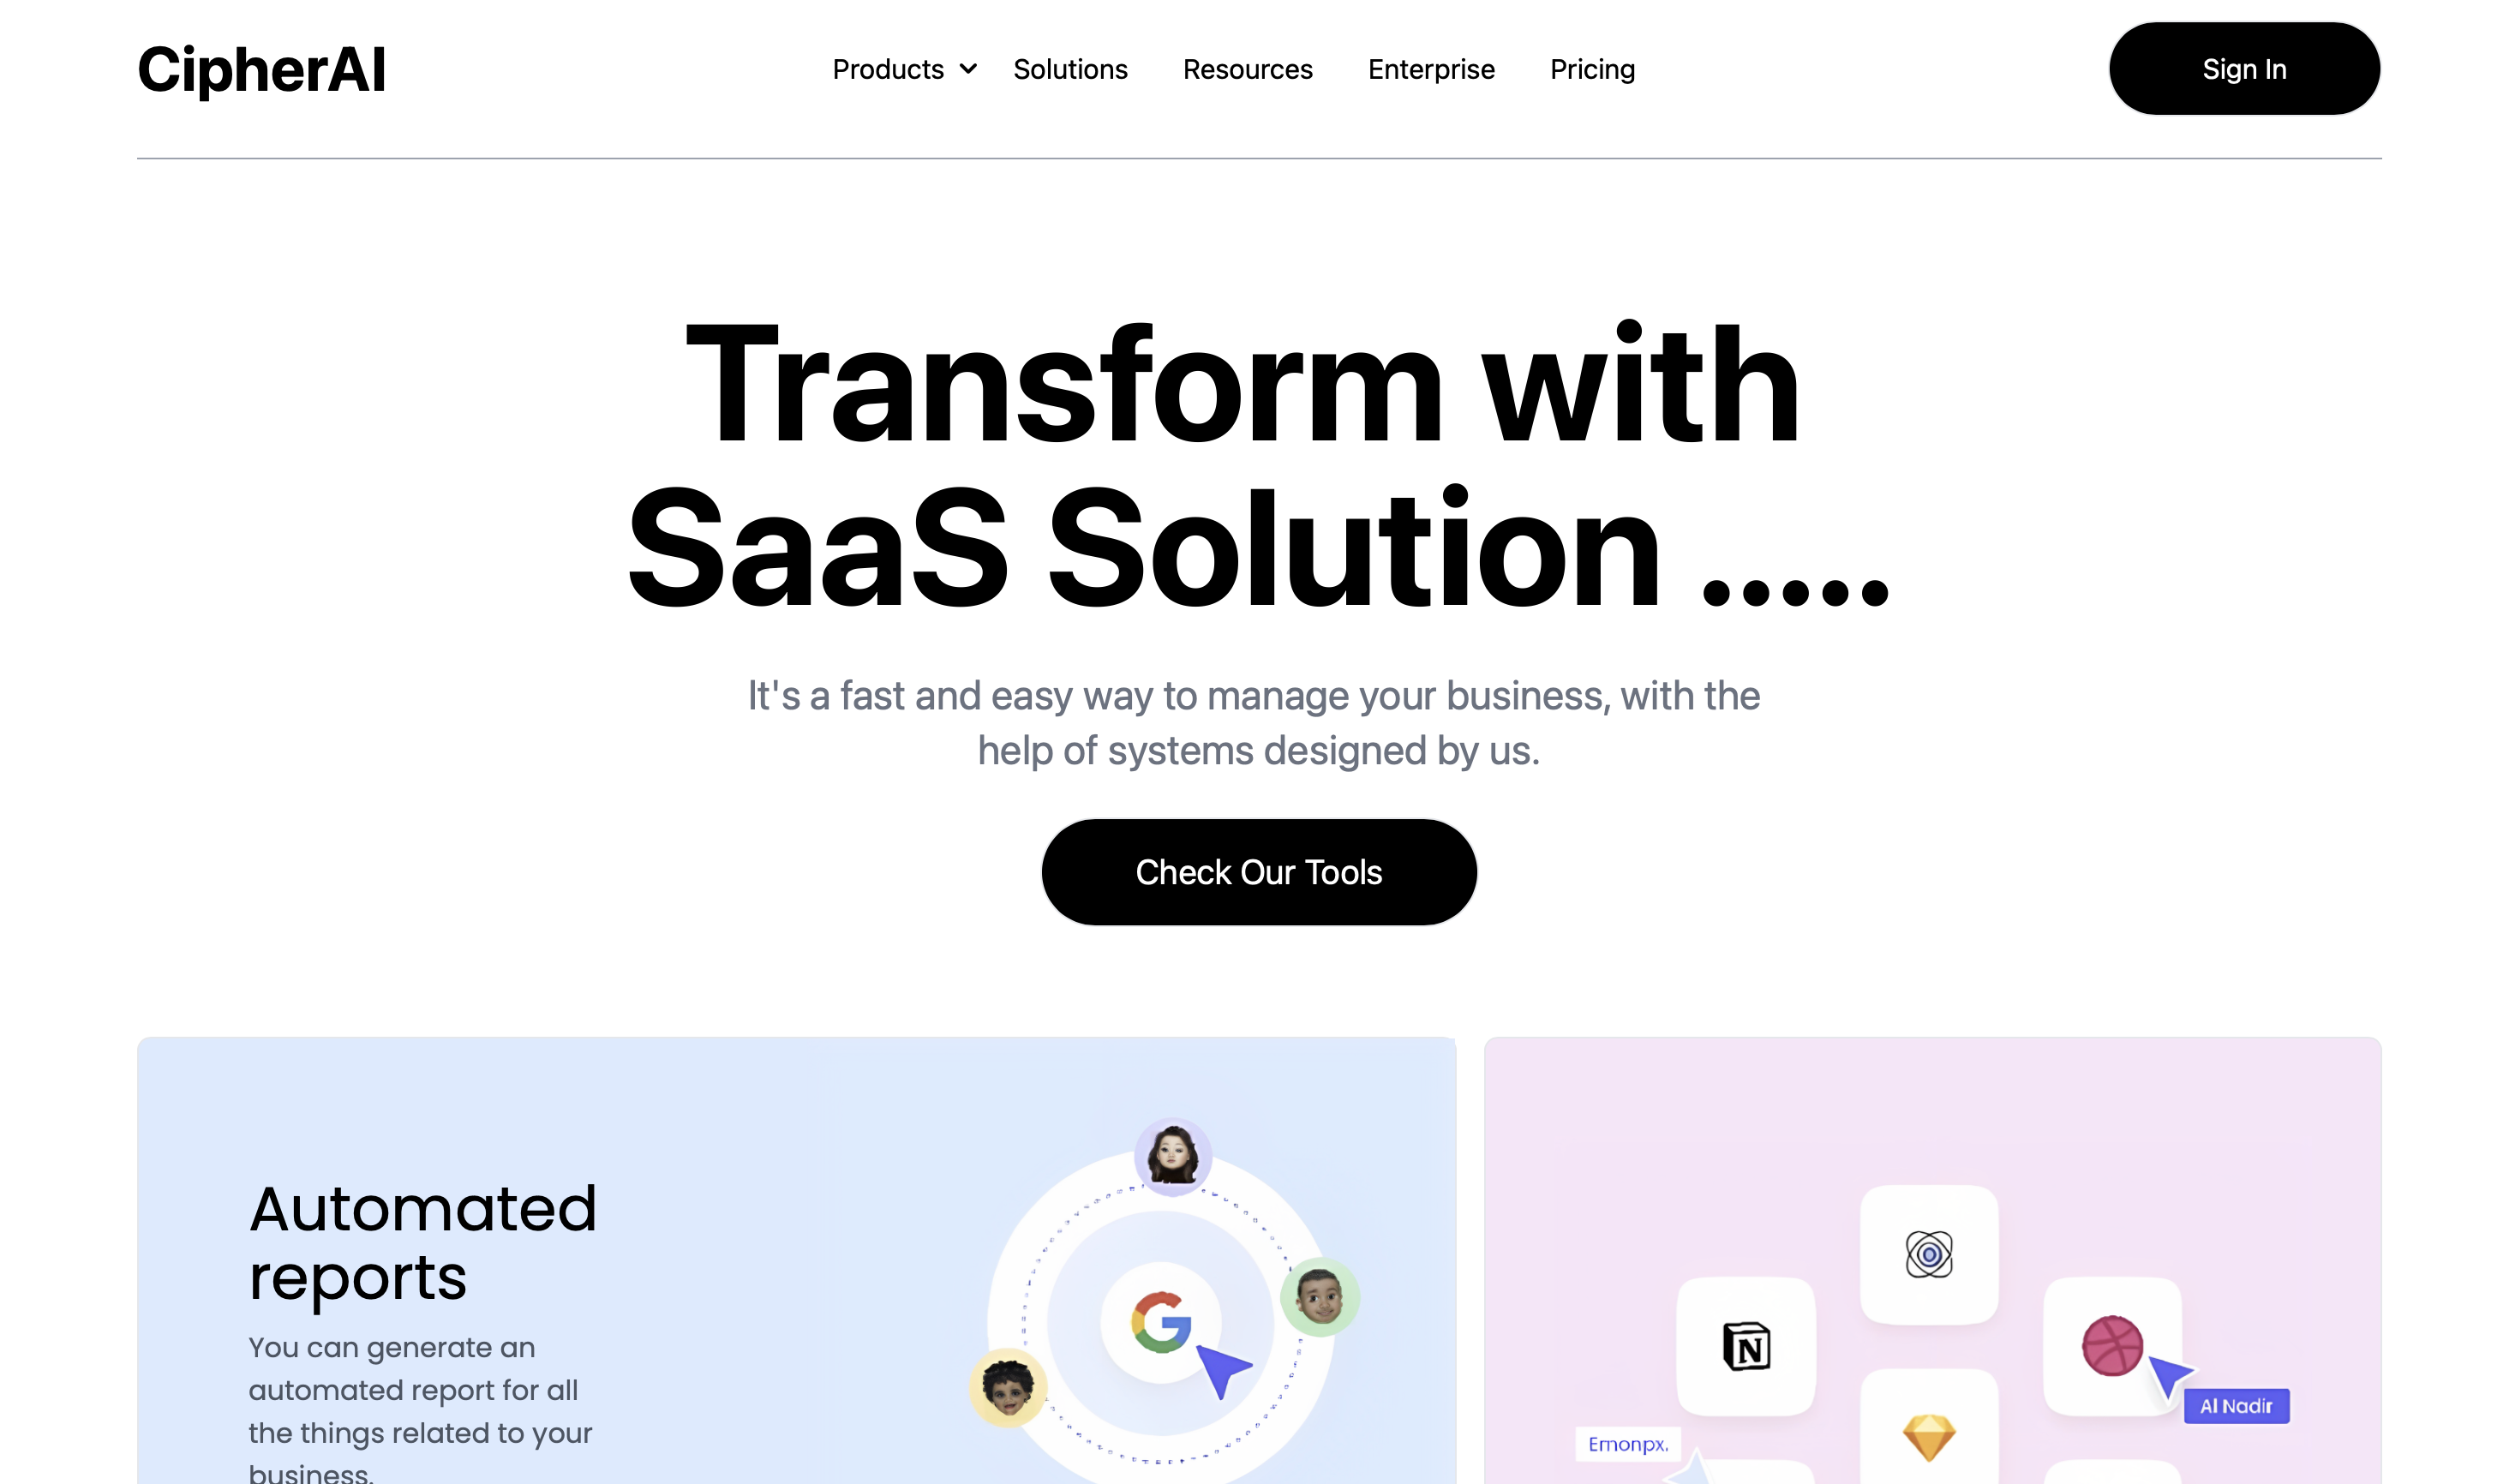 CipherAI
Products
Solutions
Resources
Enterprise
Pricing
Sign In
Transform with
SaaS Solution .....
It's a fast and easy way to manage your business, with the
help of systems designed by us.
Check Our Tools
Automated
reports
You can generate an
automated report for all
the things related to your
business.
G
N
Al Nadir
Ernonpx.